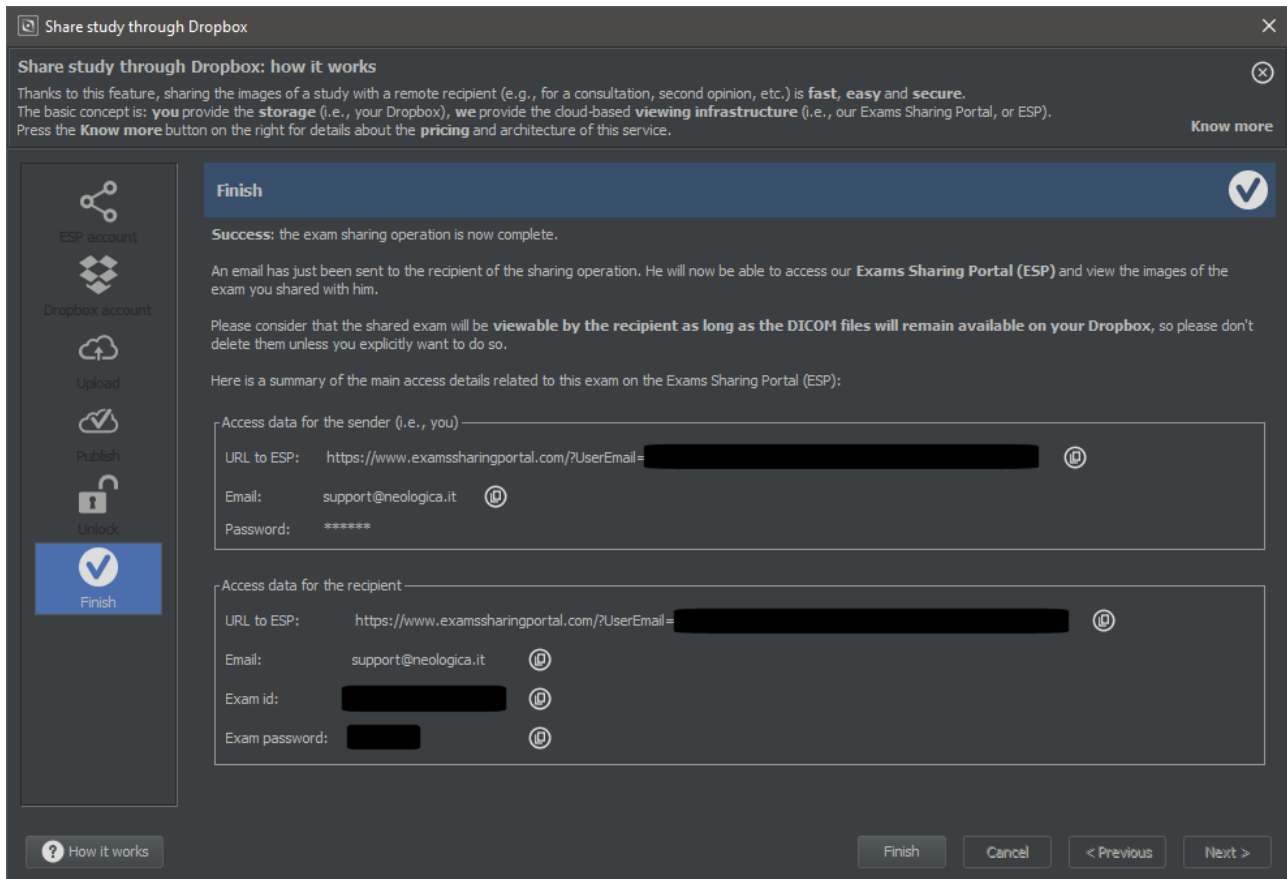 Share study through Dropbox
Share study through Dropbox: how it works
Thanks to this feature, sharing the images of a study with a remote recipient (e.g., for a consultation, second opinion, etc.) is fast, easy and secure.
The basic concept is: you provide the storage (i.e., your Dropbox), we provide the cloud-based viewing infrastructure (i.e., our Exams Sharing Portal, or ESP).
Press the Know more button on the right for details about the pricing and architecture of this service.
Know more
ESP account
Dropbox account
Upload
Publish
Unlock
Finish
Finish
Success: the exam sharing operation is now complete.
An email has just been sent to the recipient of the sharing operation. He will now be able to access our Exams Sharing Portal (ESP) and view the images of the
exam you shared with him.
Please consider that the shared exam will be viewable by the recipient as long as the DICOM files will remain available on your Dropbox, so please don't
delete them unless you explicitly want to do so.
Here is a summary of the main access details related to this exam on the Exams Sharing Portal (ESP):
Access data for the sender (i.e., you)
URL to ESP: https://www.examssharingportal.com/?UserEmail=
Email: support@neologica.it
Password: ******
Access data for the recipient
URL to ESP: https://www.examssharingportal.com/?UserEmail=
Email: support@neologica.it
Exam id:
Exam password:
? How it works
Finish
Cancel
< Previous
Next >